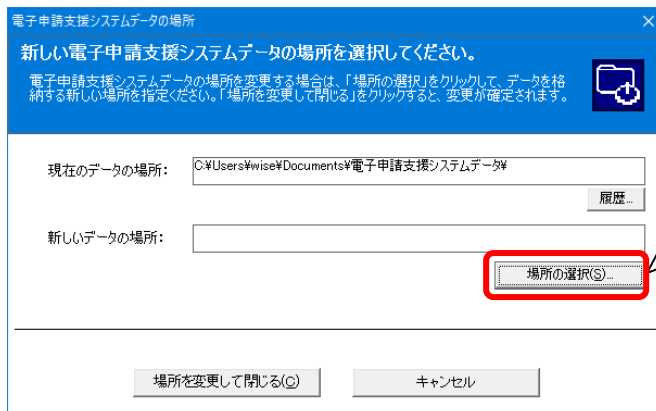 電子申請支援システムデータの場所
新しい電子申請支援システムデータの場所を選択してください。
電子申請支援システムデータの場所を変更する場合は、「場所の選択」をクリックして、データを格
納する新しい場所を指定ください。「場所を変更して閉じる」をクリックすると、変更が確定されます。
現在のデータの場所:
C:¥Users¥wise¥Documents¥電子申請支援システムデータ¥
履歴...
新しいデータの場所:
場所の選択(S)...
場所を変更して閉じる(C)
キャンセル